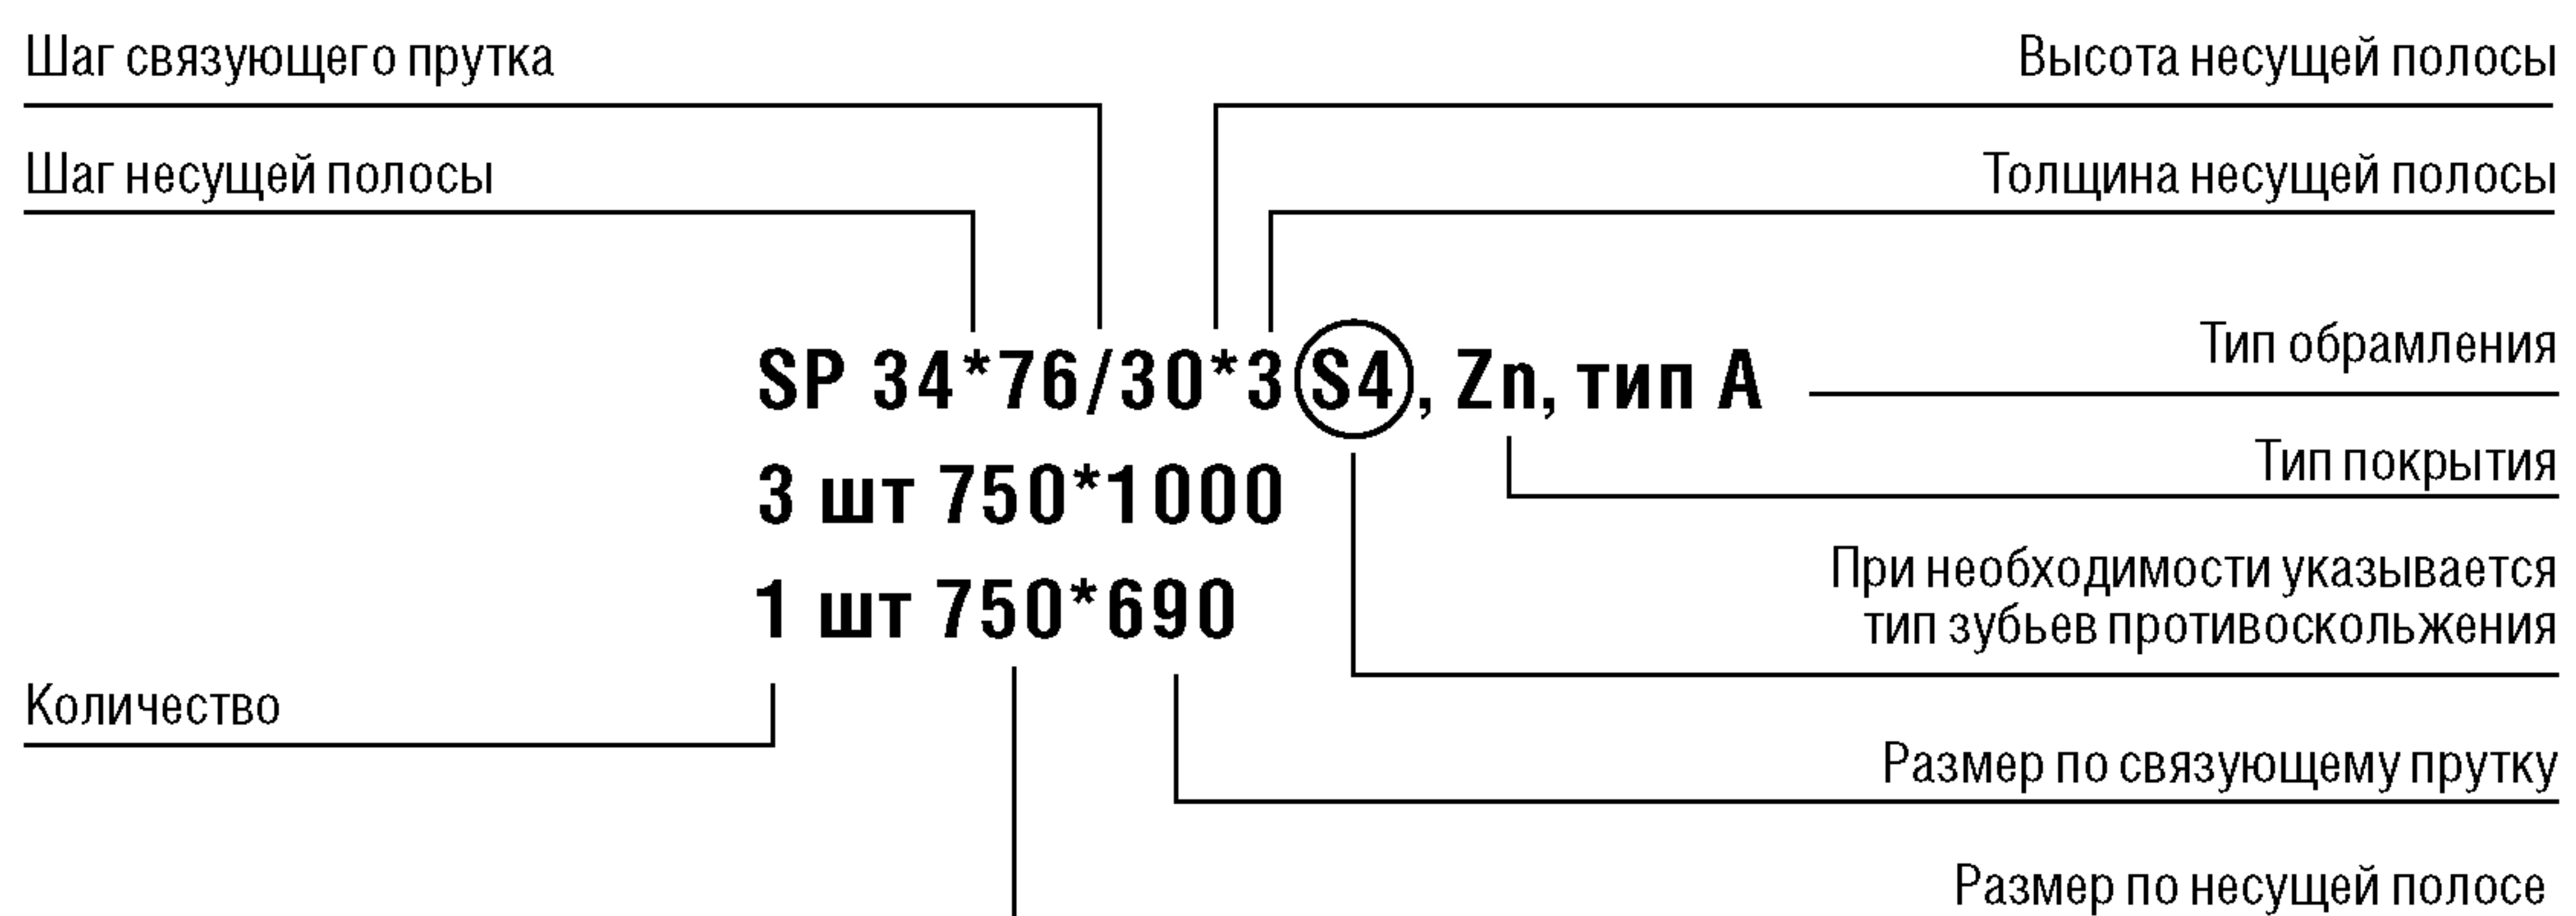 Шаг связующего прутка
Высота несущей полосы
Шаг несущей полосы
Толщина несущей полосы
Тип обрамления
SP 34*76/30*3 S4, Zn, тип А
Тип покрытия
3 шт 750*1000
При необходимости указывается
тип зубьев противоскольжения
1 шт 750*690
Количество
Размер по связующему прутку
Размер по несущей полосе